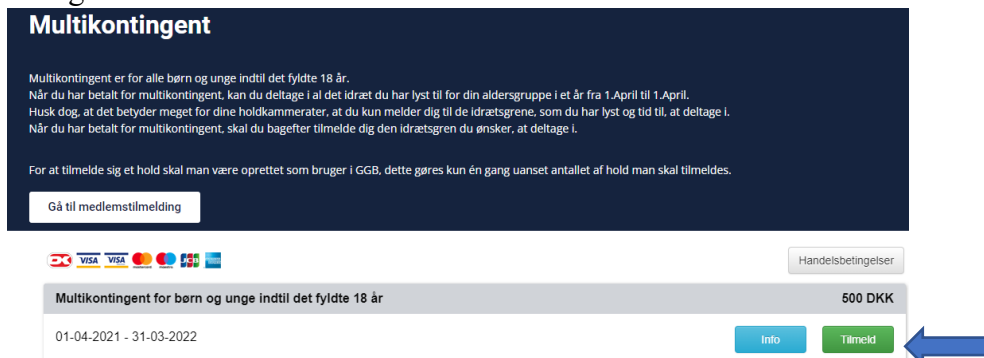 Multikontingent
Multikontingent er for alle børn og unge indtil det fyldte 18 år.
Når du har betalt for multikontingent, kan du deltage i al det idræt du har lyst til for din aldersgruppe i et år fra 1.April til 1.April.
Husk dog, at det betyder meget for dine holdkammerater, at du kun melder dig til de idrætsgrene, som du har lyst og tid til, at deltage i.
Når du har betalt for multikontingent, skal du bagefter tilmelde dig den idrætsgren du ønsker, at deltage i.
For at tilmelde sig et hold skal man være oprettet som bruger i GGB, dette gøres kun én gang uanset antallet af hold man skal tilmeldes.
Gå til medlemstilmelding
VISA VISA JCB
Handelsbetingelser
Multikontingent for børn og unge indtil det fyldte 18 år 500 DKK
01-04-2021 - 31-03-2022 Info Tilmeld